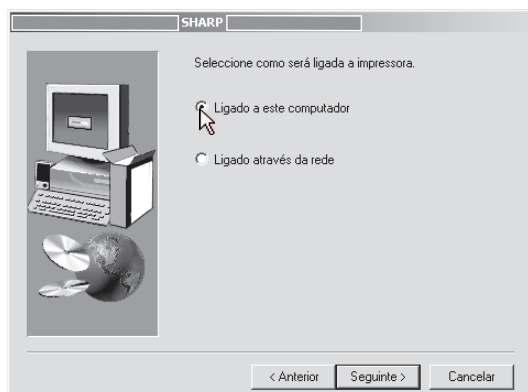 SHARP
Seleccione como será ligada a impressora.
Ligado a este computador
Ligado através da rede
< Anterior
Seguinte >
Cancelar